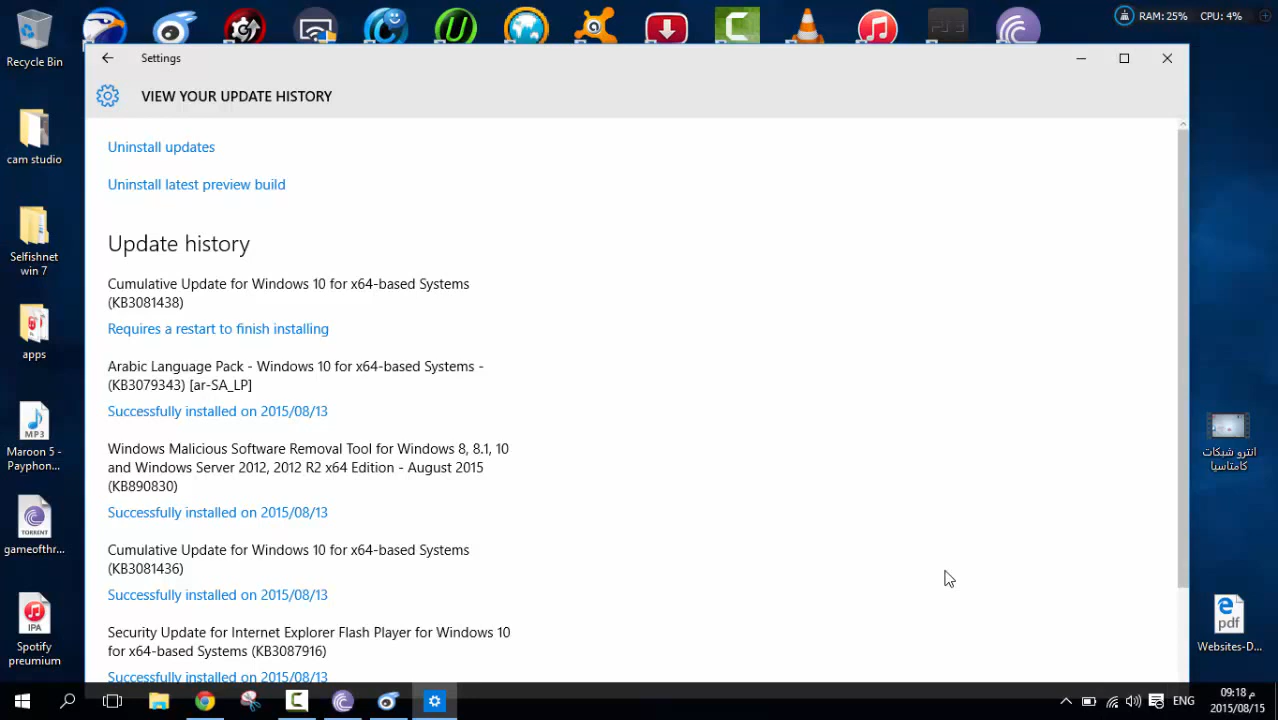 RAM: 25% CPU: 4%
Recycle Bin
cam studio
Selfishnet
win 7
apps
MP3
Maroon 5 -
Payphon...
TORRENT
gameofthr...
IPA
Spotify
preumium
Settings
VIEW YOUR UPDATE HISTORY
Uninstall updates
Uninstall latest preview build
Update history
Cumulative Update for Windows 10 for x64-based Systems
(KB3081438)
Requires a restart to finish installing
Arabic Language Pack - Windows 10 for x64-based Systems -
(KB3079343) [ar-SA_LP]
Successfully installed on 2015/08/13
Windows Malicious Software Removal Tool for Windows 8, 8.1, 10
and Windows Server 2012, 2012 R2 x64 Edition - August 2015
(KB890830)
Successfully installed on 2015/08/13
Cumulative Update for Windows 10 for x64-based Systems
(KB3081436)
Successfully installed on 2015/08/13
Security Update for Internet Explorer Flash Player for Windows 10
for x64-based Systems (KB3087916)
Successfully installed on 2015/08/13
انترو شبكات
كامتاسيا
pdf
Websites-D...
ENG
09:18 م
2015/08/15